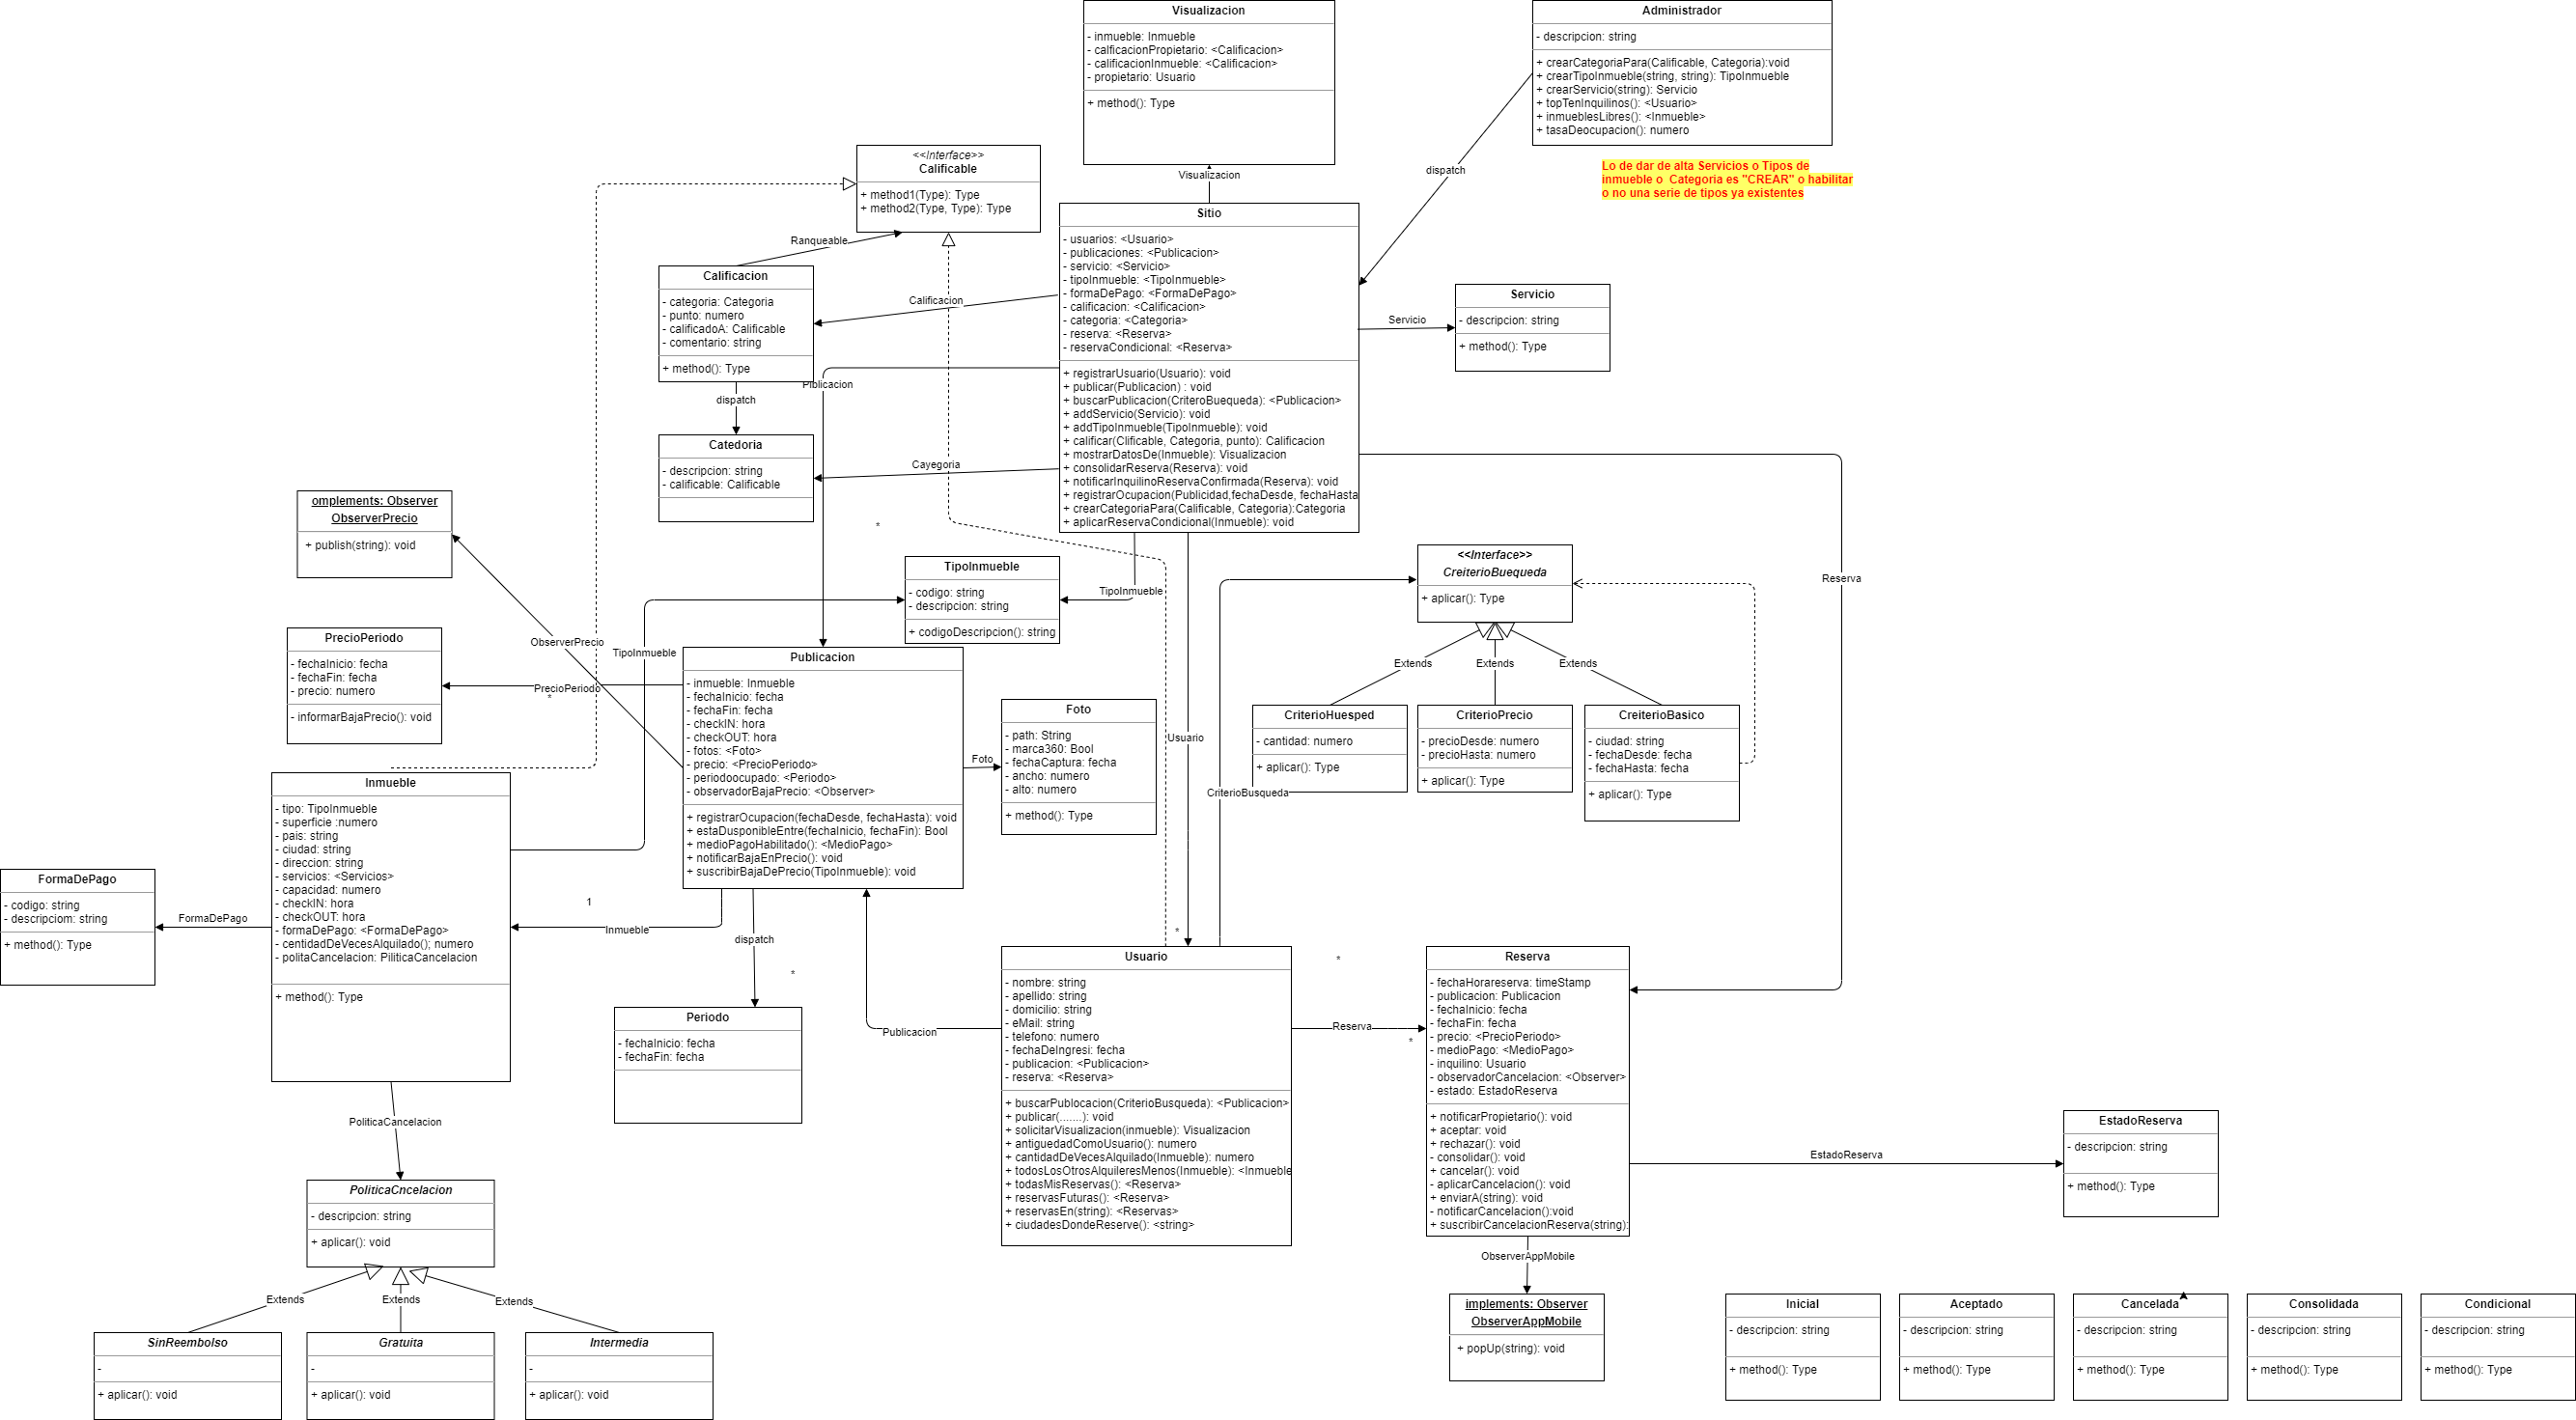 Visualizacion
- inmueble: Inmueble
- calficacionPropietario: <Calificacion>
- calificacionInmueble: <Calificacion>
- propietario: Usuario
+ method(): Type
Administrador
- descripcion: string
+ crearCategoriaPara(Calificable, Categoria):void
+ crearTipoInmueble(string, string): TipoInmueble
+ crearServicio(string): Servicio
+ topTenInquilinos(): <Usuario>
+ inmueblesLibres(): <Inmueble>
+ tasaDeocupacion(): numero
Lo de dar de alta Servicios o Tipos de
inmueble o  Categoria es "CREAR" o habilitar
o no una serie de tipos ya existentes
dispatch
Visualizacion
<<Interface>>
Calificable
+ method1(Type): Type
+ method2(Type, Type): Type
Ranqueable
Calificacion
- categoria: Categoria
- punto: numero
- calificadoA: Calificable
- comentario: string
+ method(): Type
Calificacion
Sitio
- usuarios: <Usuario>
- publicaciones: <Publicacion>
- servicio: <Servicio>
- tipoInmueble: <TipoInmueble>
- formaDePago: <FormaDePago>
- calificacion: <Calificacion>
- categoria: <Categoria>
- reserva: <Reserva>
- reservaCondicional: <Reserva>
+ registrarUsuario(Usuario): void
+ publicar(Publicacion) : void
+ buscarPublicacion(CriteroBuequeda): <Publicacion>
+ addServicio(Servicio): void
+ addTipoInmueble(TipoInmueble): void
+ calificar(Clificable, Categoria, punto): Calificacion
+ mostrarDatosDe(Inmueble): Visualizacion
+ consolidarReserva(Reserva): void
+ notificarInquilinoReservaConfirmada(Reserva): void
+ registrarOcupacion(Publicidad,fechaDesde, fechaHasta
+ crearCategoriaPara(Calificable, Categoria):Categoria
+ aplicarReservaCondicional(Inmueble): void
Servicio
Servicio
- descripcion: string
+ method(): Type
Piblicacion
dispatch
Catedoria
- descripcion: string
- calificable: Calificable
Cayegoria
*
omplements: Observer
ObserverPrecio
+ publish(string): void
TipoInmueble
- codigo: string
- descripcion: string
+ codigoDescripcion(): string
TipoInmueble
<<Interface>>
CreiterioBuequeda
+ aplicar(): Type
Reserva
Extends
Extends
Extends
CriterioHuesped
- cantidad: numero
+ aplicar(): Type
CriterioPrecio
- precioDesde: numero
- precioHasta: numero
+ aplicar(): Type
CreiterioBasico
- ciudad: string
- fechaDesde: fecha
- fechaHasta: fecha
+ aplicar(): Type
ObserverPrecio
TipoInmueble
PrecioPeriodo
- fechaInicio: fecha
- fechaFin: fecha
- precio: numero
- informarBajaPrecio(): void
PrecioPeriodo
*
Publicacion
- inmueble: Inmueble
- fechaInicio: fecha
- fechaFin: fecha
- checkIN: hora
- checkOUT: hora
- fotos: <Foto>
- precio: <PrecioPeriodo>
- periodoocupado: <Periodo>
- observadorBajaPrecio: <Observer>
+ registrarOcupacion(fechaDesde, fechaHasta): void
+ estaDusponibleEntre(fechaInicio, fechaFin): Bool
+ medioPagoHabilitado(): <MedioPago>
+ notificarBajaEnPrecio(): void
+ suscribirBajaDePrecio(TipoInmueble): void
Foto
Foto
- path: String
- marca360: Bool
- fechaCaptura: fecha
- ancho: numero
- alto: numero
+ method(): Type
Usuario
CriterioBusqueda
Inmueble
- tipo: TipoInmueble
- superficie :numero
- pais: string
- ciudad: string
- direccion: string
- servicios: <Servicios>
- capacidad: numero
- checkIN: hora
- checkOUT: hora
- formaDePago: <FormaDePago>
- centidadDeVecesAlquilado(); numero
- politaCancelacion: PiliticaCancelacion
+ method(): Type
FormaDePago
- codigo: string
- descripciom: string
+ method(): Type
FormaDePago
1
Inmueble
dispatch
*
Periodo
- fechaInicio: fecha
- fechaFin: fecha
Publicacion
*
Usuario
- nombre: string
- apellido: string
- domicilio: string
- eMail: string
- telefono: numero
- fechaDeIngresi: fecha
- publicacion: <Publicacion>
- reserva: <Reserva>
+ buscarPublocacion(CriterioBusqueda): <Publicacion>
+ publicar(.......): void
+ solicitarVisualizacion(inmueble): Visualizacion
+ antiguedadComoUsuario(): numero
+ cantidadDeVecesAlquilado(Inmueble): numero
+ todosLosOtrosAlquileresMenos(Inmueble): <Inmueble
+ todasMisReservas(): <Reserva>
+ reservasFuturas(): <Reserva>
+ reservasEn(string): <Reservas>
+ ciudadesDondeReserve(): <string>
*
Reserva
*
Reserva
- fechaHorareserva: timeStamp
- publicacion: Publicacion
- fechaInicio: fecha
- fechaFin: fecha
- precio: <PrecioPeriodo>
- medioPago: <MedioPago>
- inquilino: Usuario
- observadorCancelacion: <Observer>
- estado: EstadoReserva
+ notificarPropietario(): void
+ aceptar: void
+ rechazar(): void
- consolidar(): void
+ cancelar(): void
- aplicarCancelacion(): void
+ enviarA(string): void
- notificarCancelacion():void
+ suscribirCancelacionReserva(string):
EstadoReserva
EstadoReserva
- descripcion: string
+ method(): Type
PoliticaCancelacion
PoliticaCncelacion
- descripcion: string
+ aplicar(): void
Extends
Extends
Extends
SinReembolso
-
+ aplicar(): void
Gratuita
-
+ aplicar(): void
Intermedia
-
+ aplicar(): void
ObserverAppMobile
implements: Observer
ObserverAppMobile
+ popUp(string): void
Inicial
- descripcion: string
+ method(): Type
Aceptado
- descripcion: string
+ method(): Type
Cancelada
- descripcion: string
+ method(): Type
Consolidada
- descripcion: string
+ method(): Type
Condicional
- descripcion: string
+ method(): Type